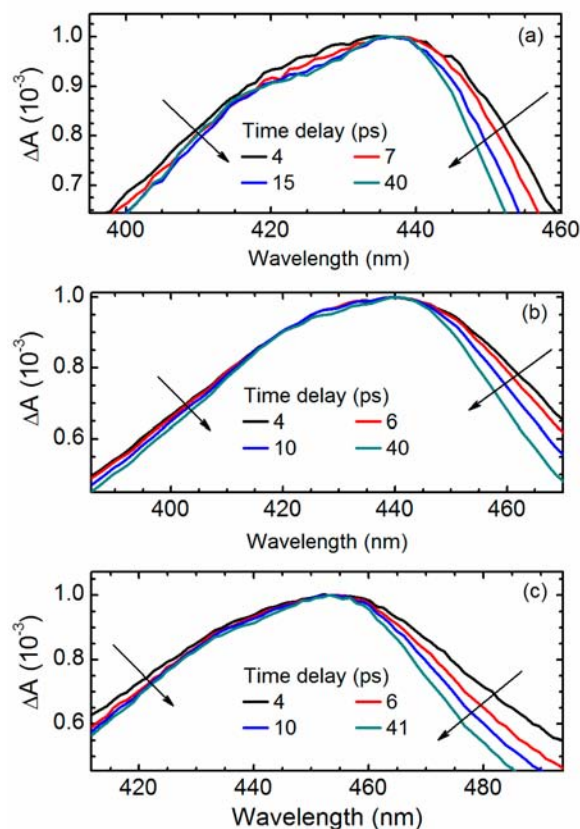 (a)
ΔA (10⁻³)
1.0
0.9
0.8
0.7
Time delay (ps)
4 7
15 40
400 420 440 460
Wavelength (nm)
(b)
ΔA (10⁻³)
1.0
0.8
0.6
Time delay (ps)
4 6
10 40
400 420 440 460
Wavelength (nm)
(c)
ΔA (10⁻³)
1.0
0.8
0.6
Time delay (ps)
4 6
10 41
420 440 460 480
Wavelength (nm)